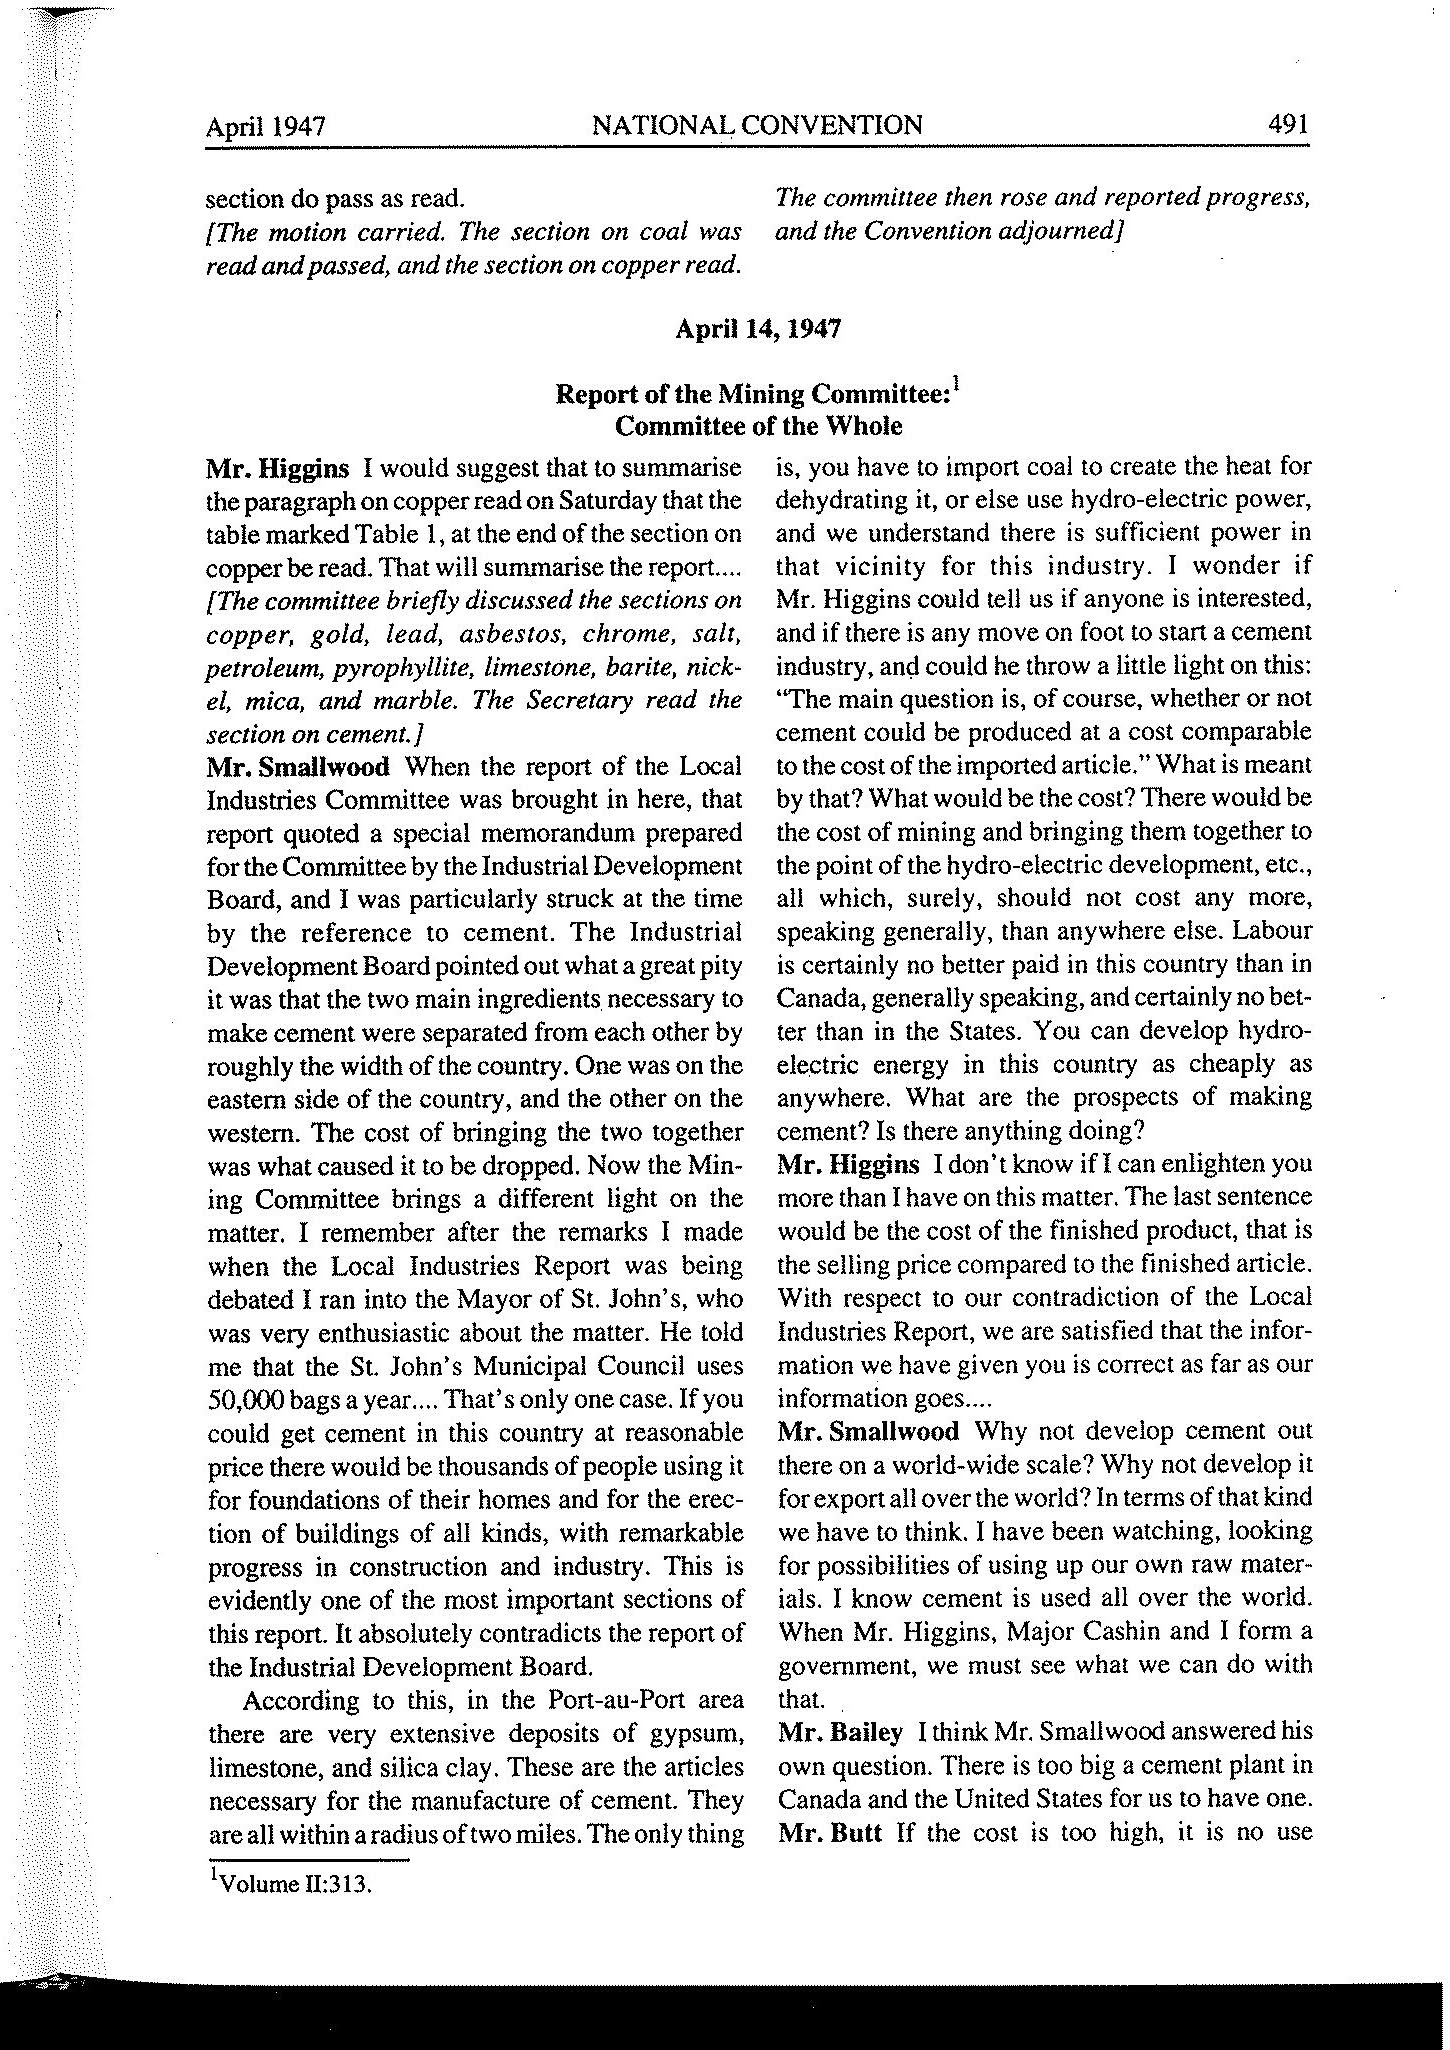 April 1947
NATIONAL CONVENTION
491
section do pass as read.
[The motion carried. The section on coal was
read and passed, and the section on copper read.
The committee then rose and reported progress,
and the Convention adjourned]
April 14, 1947
Report of the Mining Committee:1
Committee of the Whole
Mr. Higgins I would suggest that to summarise
the paragraph on copper read on Saturday that the
table marked Table 1, at the end of the section on
copper be read. That will summarise the report....
[The committee briefly discussed the sections on
copper, gold, lead, asbestos, chrome, salt,
petroleum, pyrophyllite, limestone, barite, nick-
el, mica, and marble. The Secretary read the
section on cement.]
Mr. Smallwood When the report of the Local
Industries Committee was brought in here, that
report quoted a special memorandum prepared
for the Committee by the Industrial Development
Board, and I was particularly struck at the time
by the reference to cement. The Industrial
Development Board pointed out what a great pity
it was that the two main ingredients necessary to
make cement were separated from each other by
roughly the width of the country. One was on the
eastern side of the country, and the other on the
western. The cost of bringing the two together
was what caused it to be dropped. Now the Min-
ing Committee brings a different light on the
matter. I remember after the remarks I made
when the Local Industries Report was being
debated I ran into the Mayor of St. John's, who
was very enthusiastic about the matter. He told
me that the St. John's Municipal Council uses
50,000 bags a year.... That's only one case. If you
could get cement in this country at reasonable
price there would be thousands of people using it
for foundations of their homes and for the erec-
tion of buildings of all kinds, with remarkable
progress in construction and industry. This is
evidently one of the most important sections of
this report. It absolutely contradicts the report of
the Industrial Development Board.
According to this, in the Port-au-Port area
there are very extensive deposits of gypsum,
limestone, and silica clay. These are the articles
necessary for the manufacture of cement. They
are all within a radius of two miles. The only thing
is, you have to import coal to create the heat for
dehydrating it, or else use hydro-electric power,
and we understand there is sufficient power in
that vicinity for this industry. I wonder if
Mr. Higgins could tell us if anyone is interested,
and if there is any move on foot to start a cement
industry, and could he throw a little light on this:
"The main question is, of course, whether or not
cement could be produced at a cost comparable
to the cost of the imported article." What is meant
by that? What would be the cost? There would be
the cost of mining and bringing them together to
the point of the hydro-electric development, etc.,
all which, surely, should not cost any more,
speaking generally, than anywhere else. Labour
is certainly no better paid in this country than in
Canada, generally speaking, and certainly no bet-
ter than in the States. You can develop hydro-
electric energy in this country as cheaply as
anywhere. What are the prospects of making
cement? Is there anything doing?
Mr. Higgins I don't know if I can enlighten you
more than I have on this matter. The last sentence
would be the cost of the finished product, that is
the selling price compared to the finished article.
With respect to our contradiction of the Local
Industries Report, we are satisfied that the infor-
mation we have given you is correct as far as our
information goes....
Mr. Smallwood Why not develop cement out
there on a world-wide scale? Why not develop it
for export all over the world? In terms of that kind
we have to think. I have been watching, looking
for possibilities of using up our own raw mater-
ials. I know cement is used all over the world.
When Mr. Higgins, Major Cashin and I form a
government, we must see what we can do with
that.
Mr. Bailey I think Mr. Smallwood answered his
own question. There is too big a cement plant in
Canada and the United States for us to have one.
Mr. Butt If the cost is too high, it is no use
1Volume II:313.